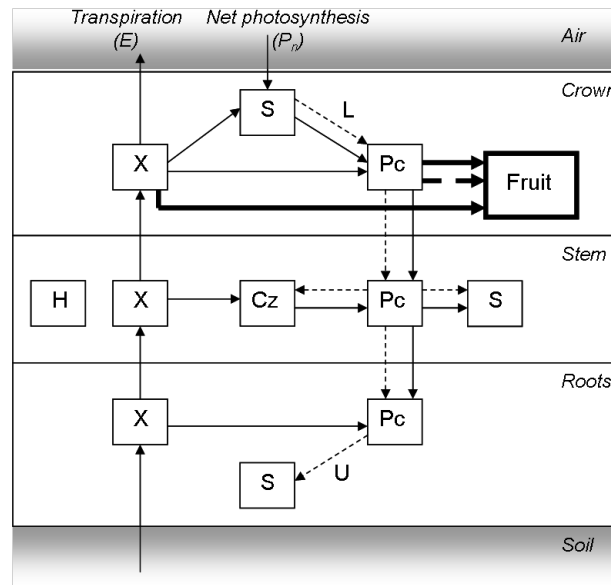 Transpiration Net photosynthesis
(E) (Pn) Air
Crown
S L
X Pc Fruit
Stem
H X Cz Pc S
Roots
X Pc
S U
Soil